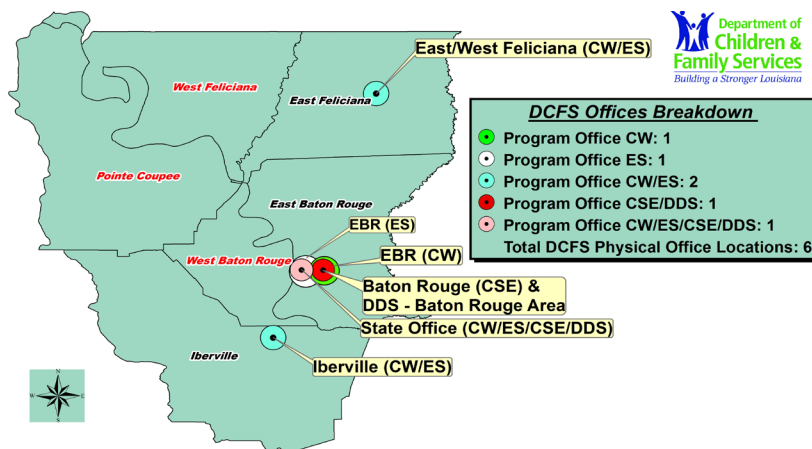 Department of
Children &
Family Services
Building a Stronger Louisiana
East/West Feliciana (CW/ES)
West Feliciana
East Feliciana
DCFS Offices Breakdown
Program Office CW: 1
Program Office ES: 1
Program Office CW/ES: 2
Program Office CSE/DDS: 1
Program Office CW/ES/CSE/DDS: 1
Total DCFS Physical Office Locations: 6
Pointe Coupee
East Baton Rouge
EBR (ES)
EBR (CW)
West Baton Rouge
Baton Rouge (CSE) &
DDS - Baton Rouge Area
State Office (CW/ES/CSE/DDS)
Iberville
Iberville (CW/ES)
N
W
E
S